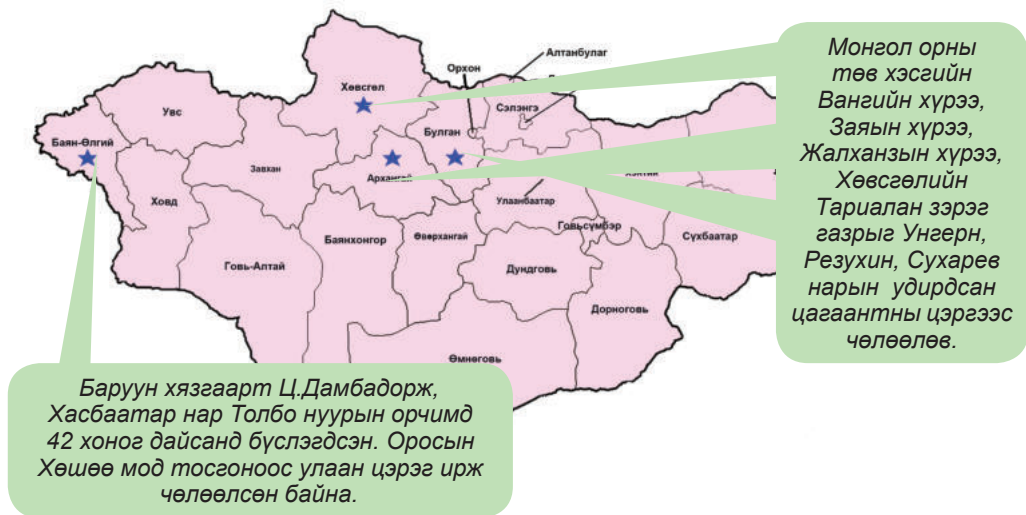 Алтанбулаг
Орхон
Хөвсгөл
Сэлэнгэ
Увс
Булган
Баян-Өлгий
Завхан
Архангай
Ховд
Улаанбаатар
Говьсүмбэр
Баянхонгор
Өвөрхангай
Сүхбаатар
Говь-Алтай
Дундговь
Дорноговь
Өмнөговь
Монгол орны
төв хэсгийн
Вангийн хүрээ,
Заяын хүрээ,
Жалханзын хүрээ,
Хөвсгөлийн
Тариалан зэрэг
газрыг Унгерн,
Резухин, Сухарев
нарын удирдсан
цагаантны цэргээс
чөлөөлөв.
Баруун хязгаарт Ц.Дамбадорж,
Хасбаатар нар Толбо нуурын орчимд
42 хоног дайсанд бүслэгдсэн. Оросын
Хөшөө мод тосгоноос улаан цэрэг ирж
чөлөөлсөн байна.